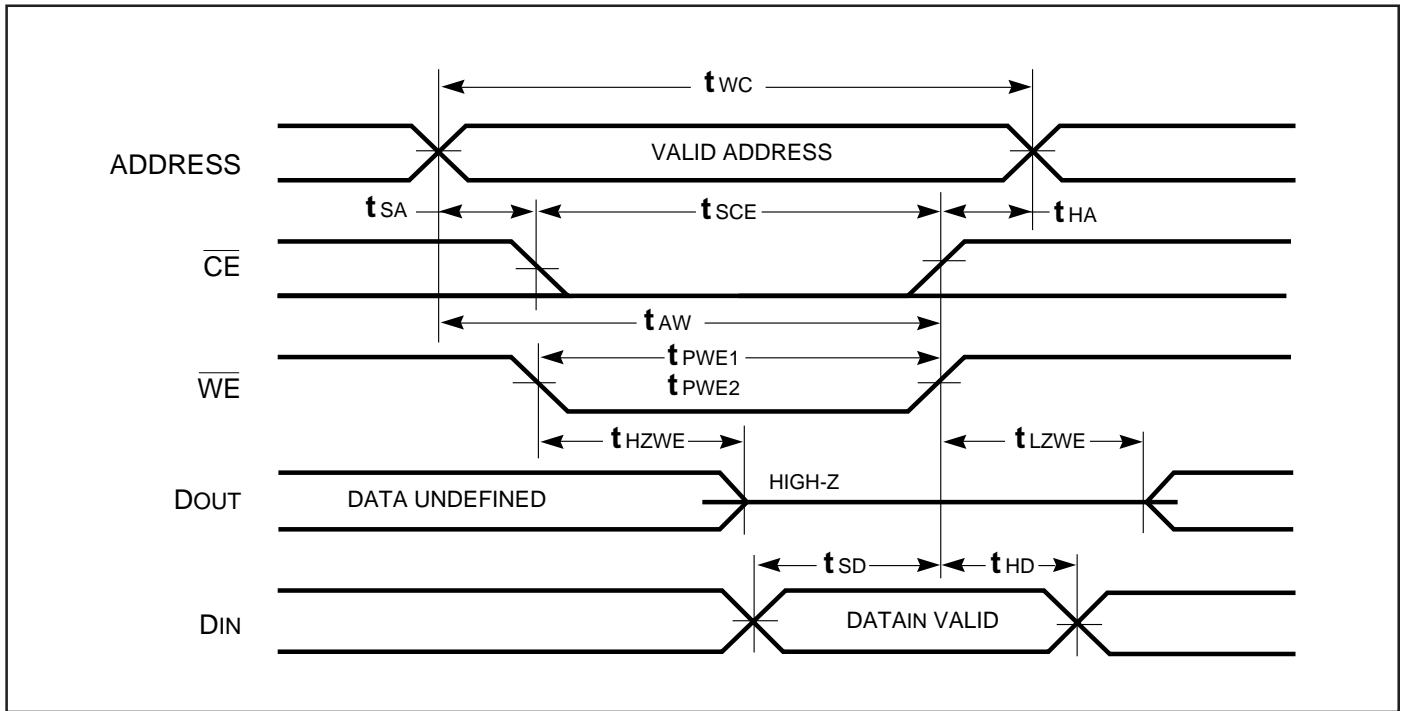 tWC
ADDRESS
VALID ADDRESS
tSA
tSCE
tHA
CE
tAW
WE
tPWE1
tPWE2
tHZWE
tLZWE
DOUT
DATA UNDEFINED
HIGH-Z
tSD
tHD
DIN
DATAIN VALID